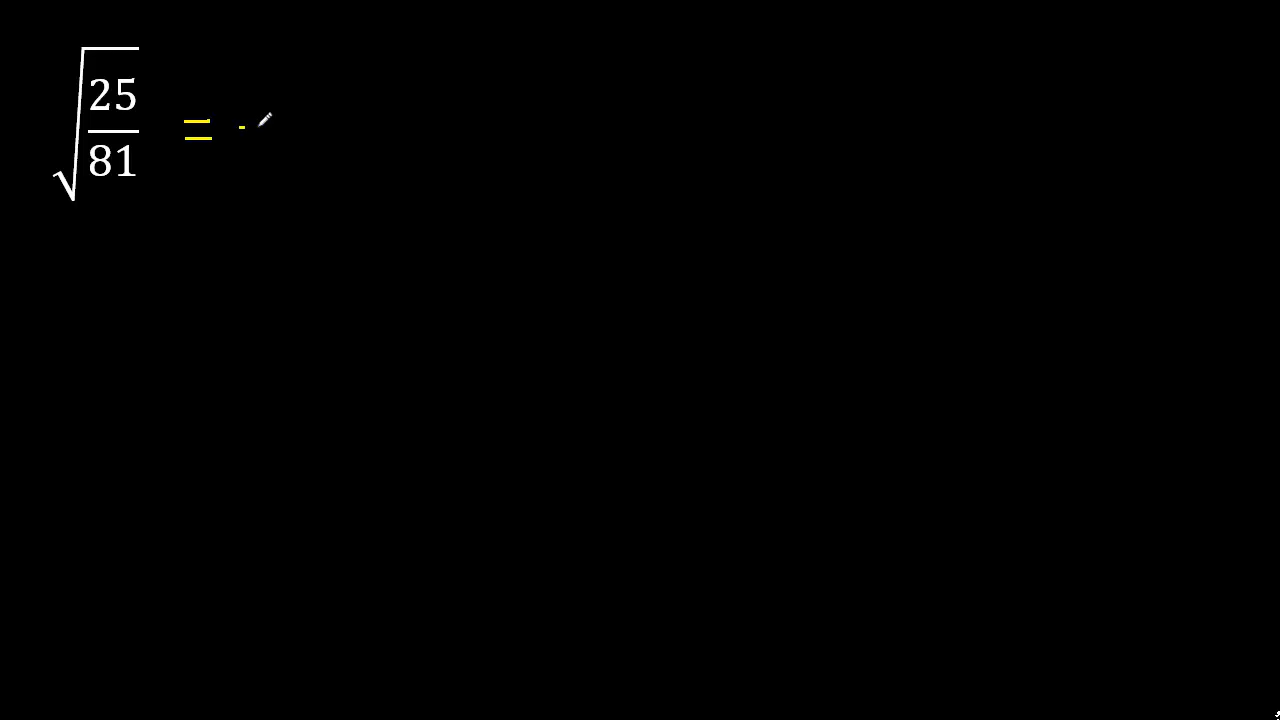 √(25/81) =